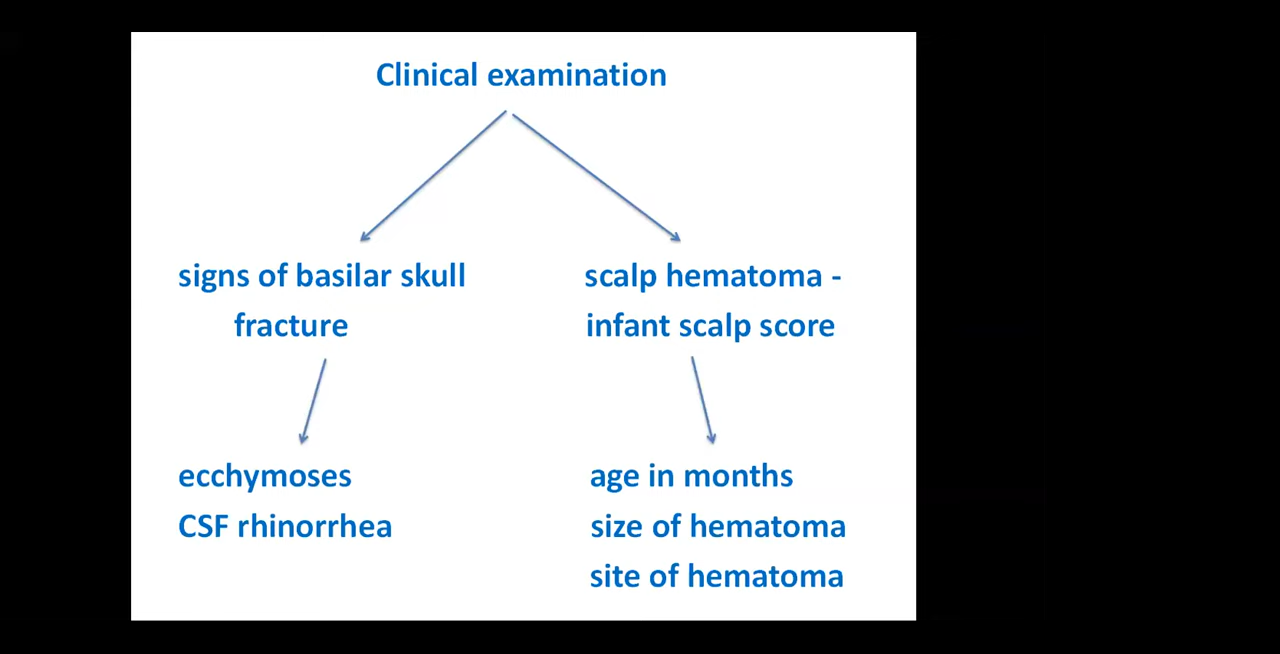 Clinical examination
signs of basilar skull
fracture
scalp hematoma -
infant scalp score
ecchymoses
CSF rhinorrhea
age in months
size of hematoma
site of hematoma